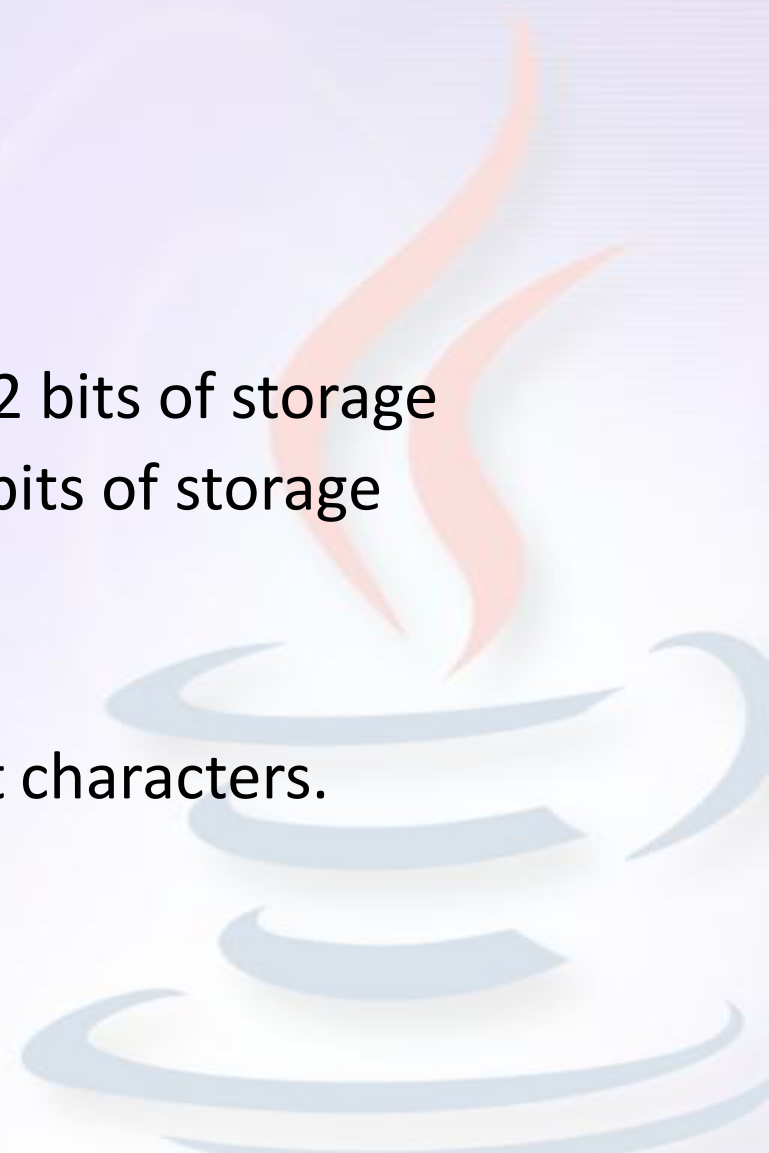 2 bits of storage
bits of storage
t characters.